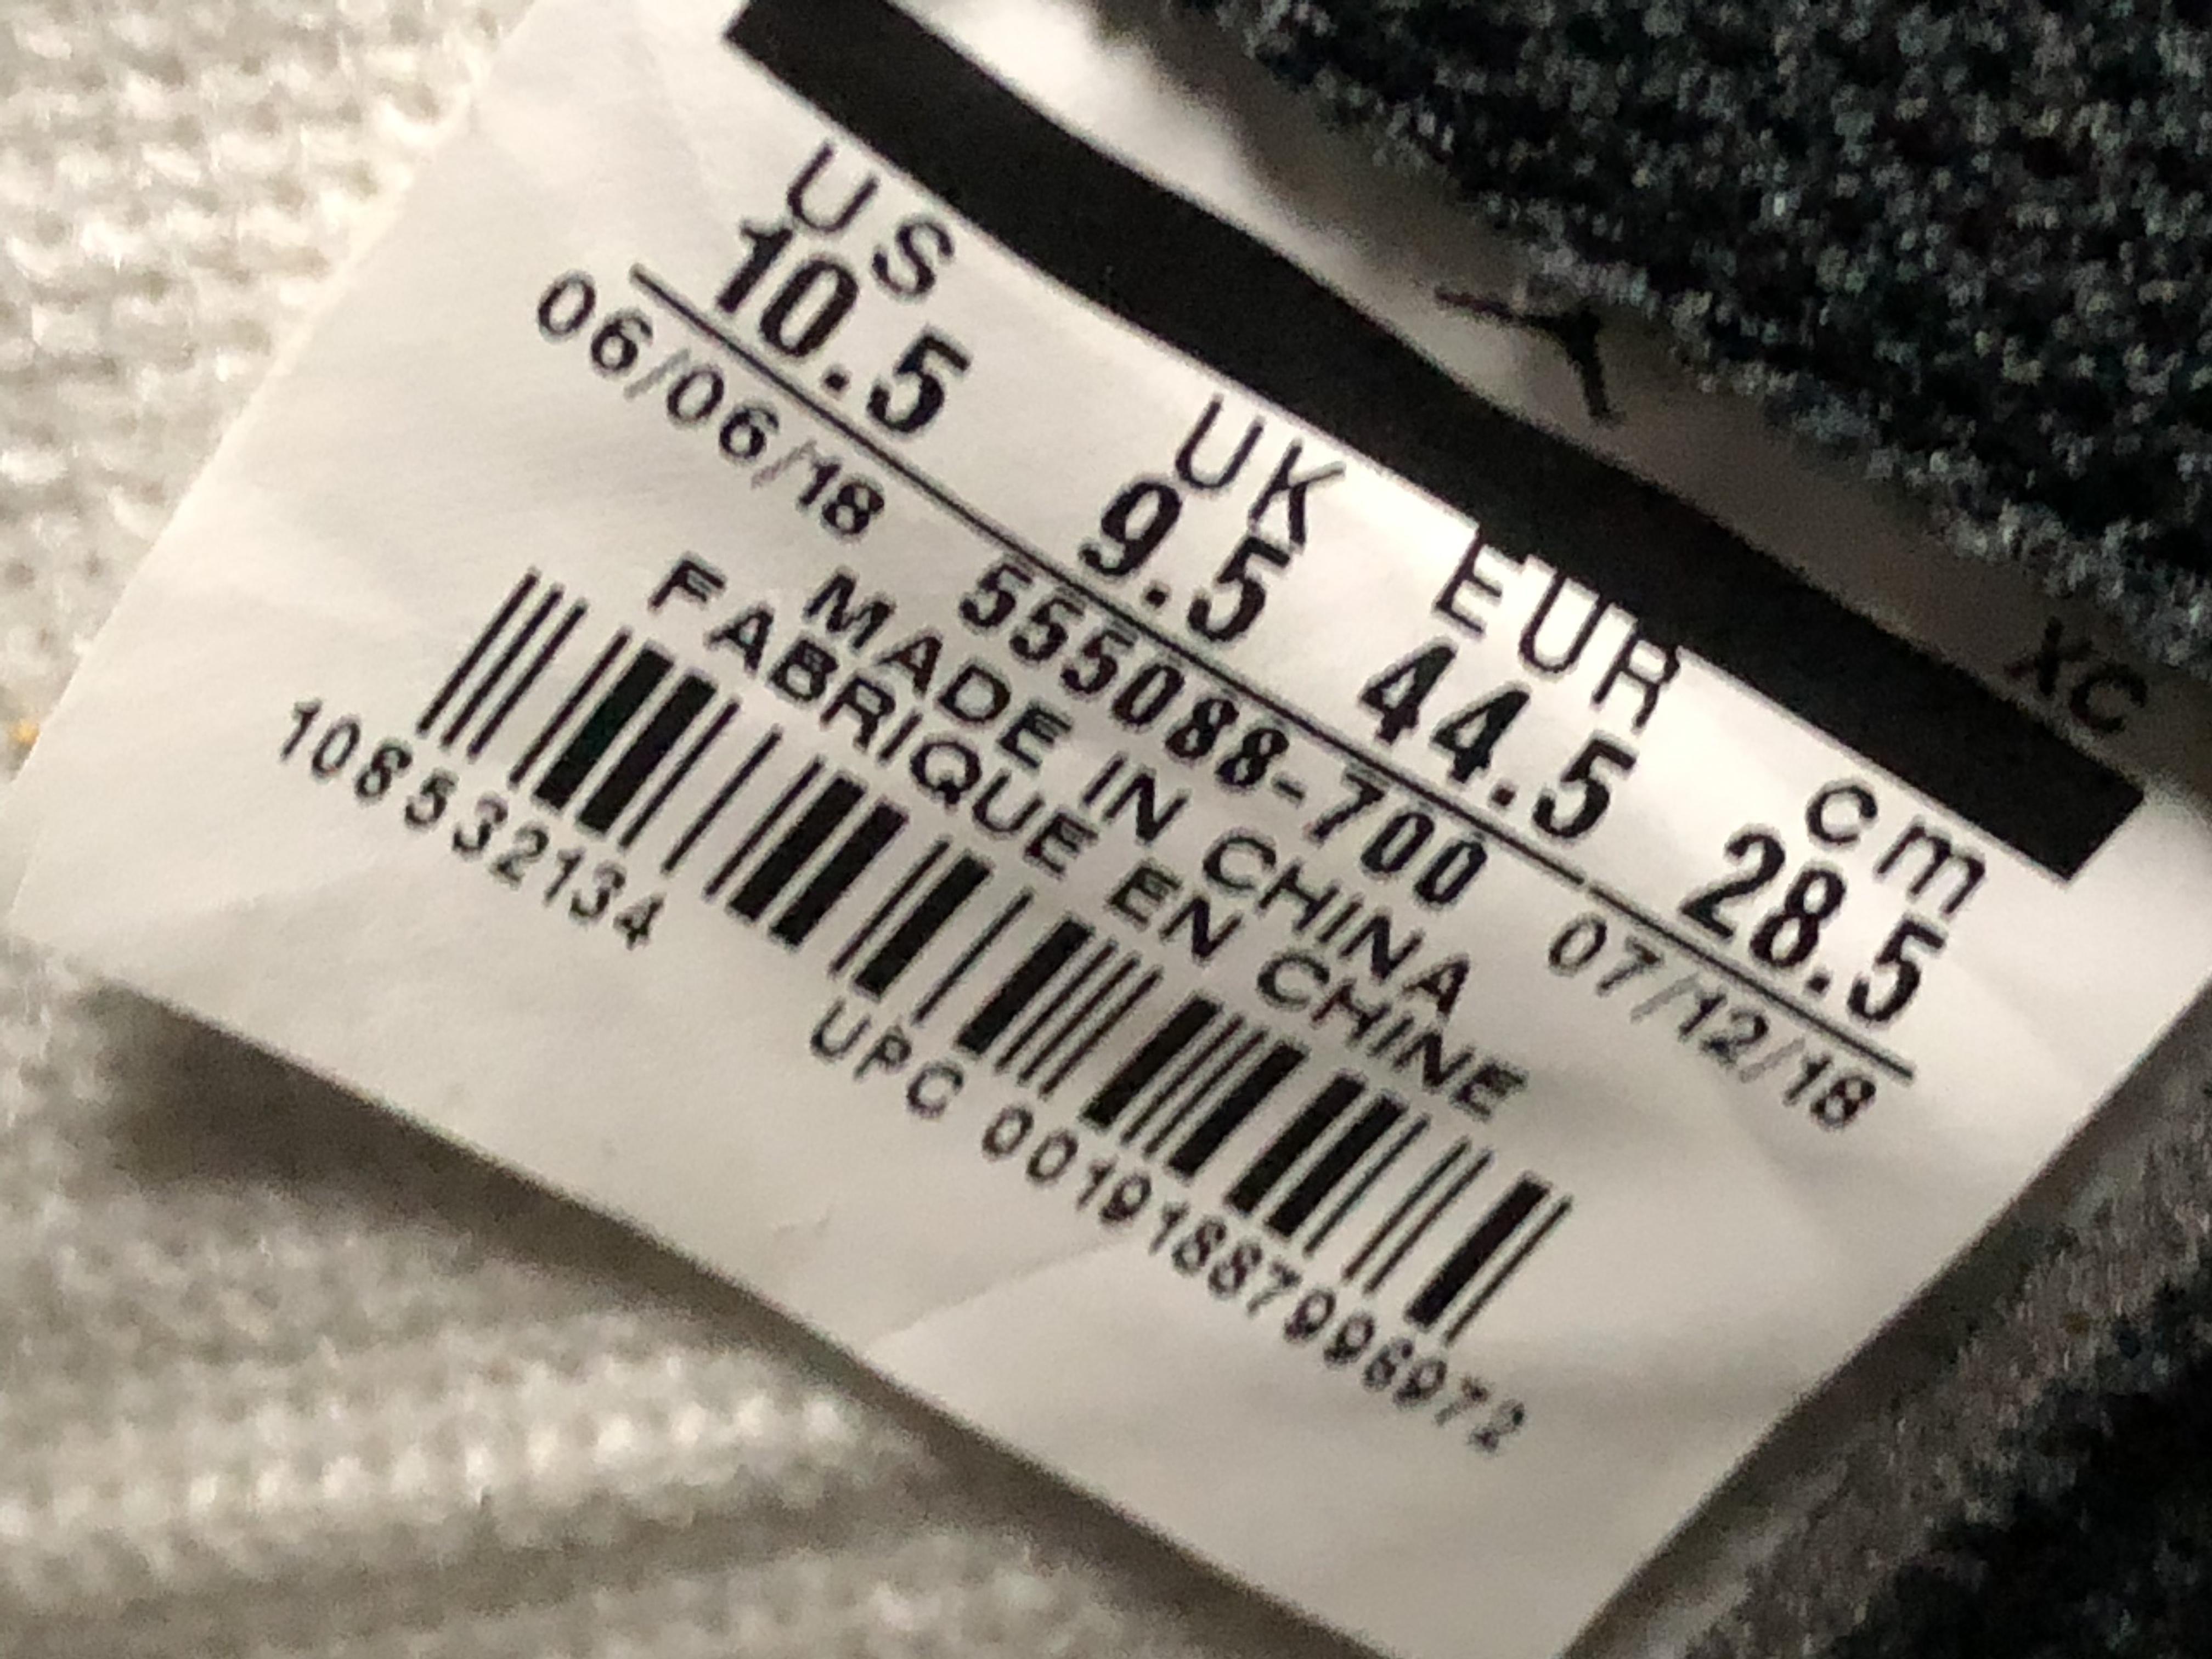 XC
US UK EUR cm
10.5 9.5 44.5 28.5
06/06/18 555088-700 07/12/18
MADE IN CHINA
FABRIQUE EN CHINE
108532134
UPC 00191887996972